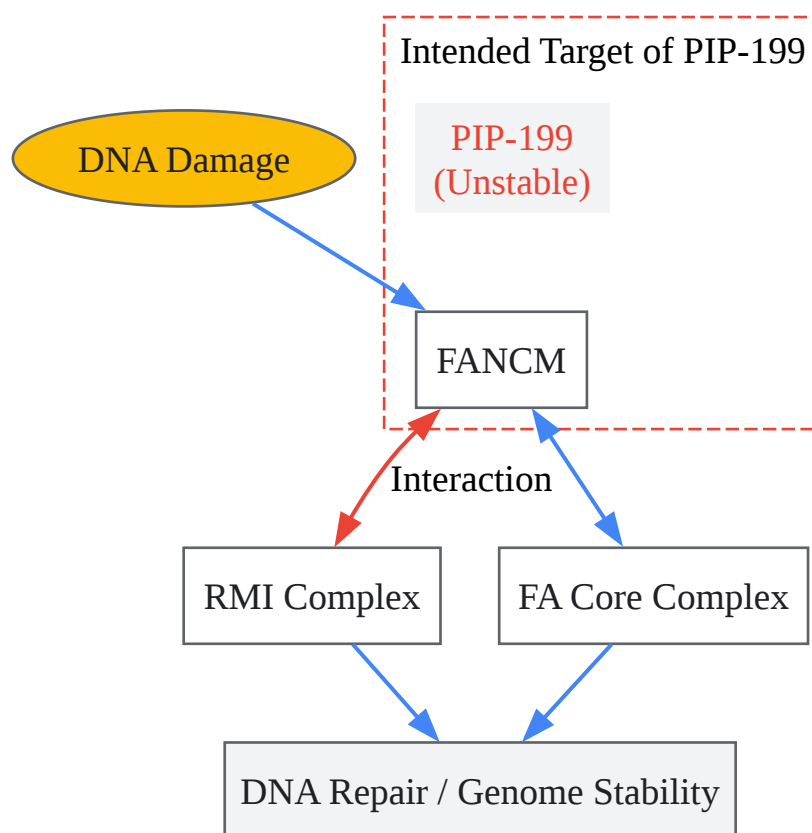 Intended Target of PIP-199
DNA Damage
PIP-199
(Unstable)
FANCM
Interaction
RMI Complex
FA Core Complex
DNA Repair / Genome Stability